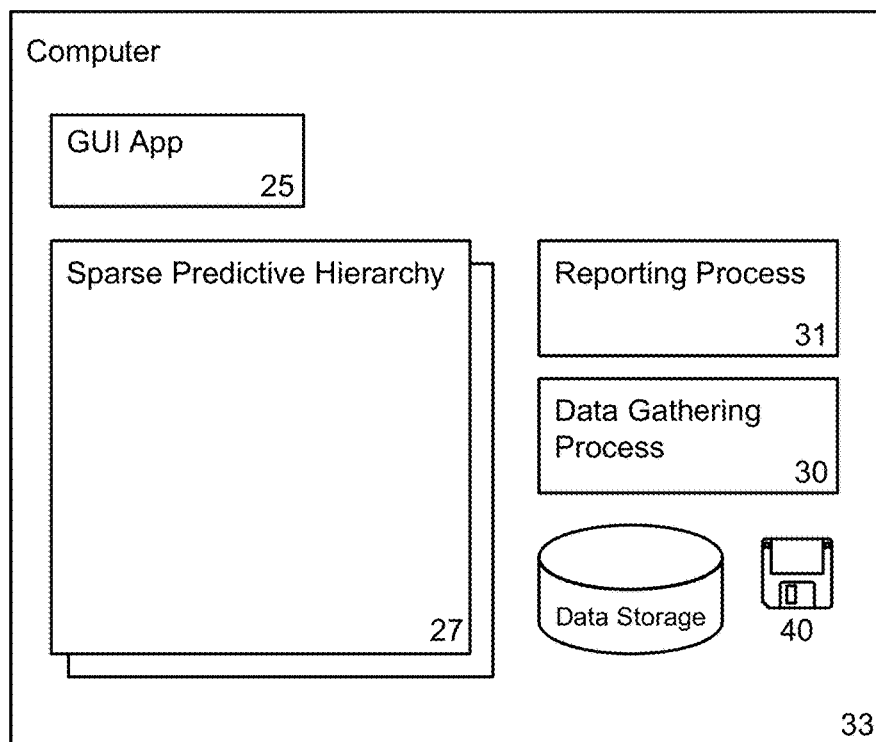 Computer
GUI App
25
Sparse Predictive Hierarchy
27
Reporting Process
31
Data Gathering
Process
30
Data Storage
40
33